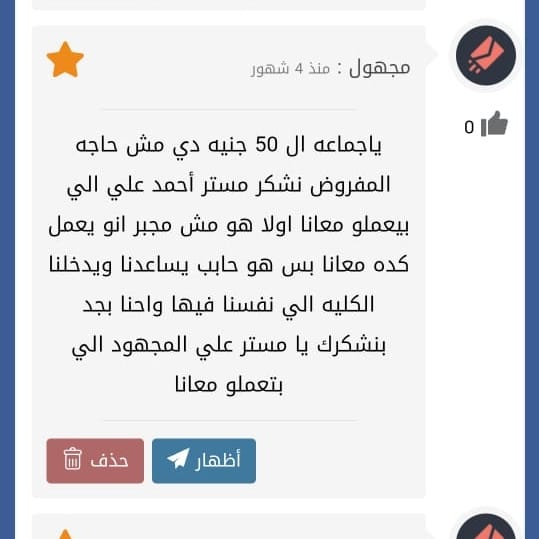 مجهول : منذ 4 شهور
0
ياجماعه ال 50 جنيه دي مش حاجه
المفروض نشكر مستر أحمد علي الي
بيعملو معانا اولا هو مش مجبر انو يعمل
كده معانا بس هو حابب يساعدنا ويدخلنا
الكليه الي نفسنا فيها واحنا بجد
بنشكرك يا مستر علي المجهود الي
بتعملو معانا
أظهار
حذف